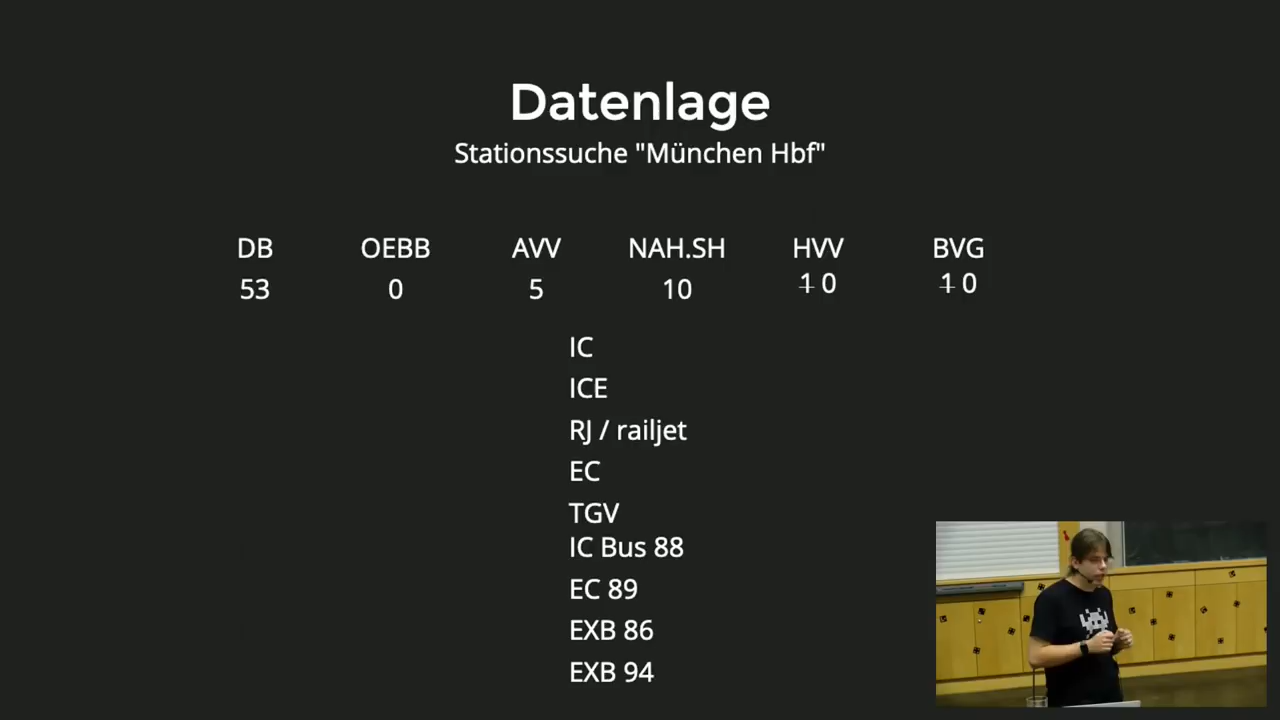 Datenlage
Stationssuche "München Hbf"
DB OEBB AVV NAH.SH HVV BVG
53 0 5 10 1 0 1 0
IC
ICE
RJ / railjet
EC
TGV
IC Bus 88
EC 89
EXB 86
EXB 94